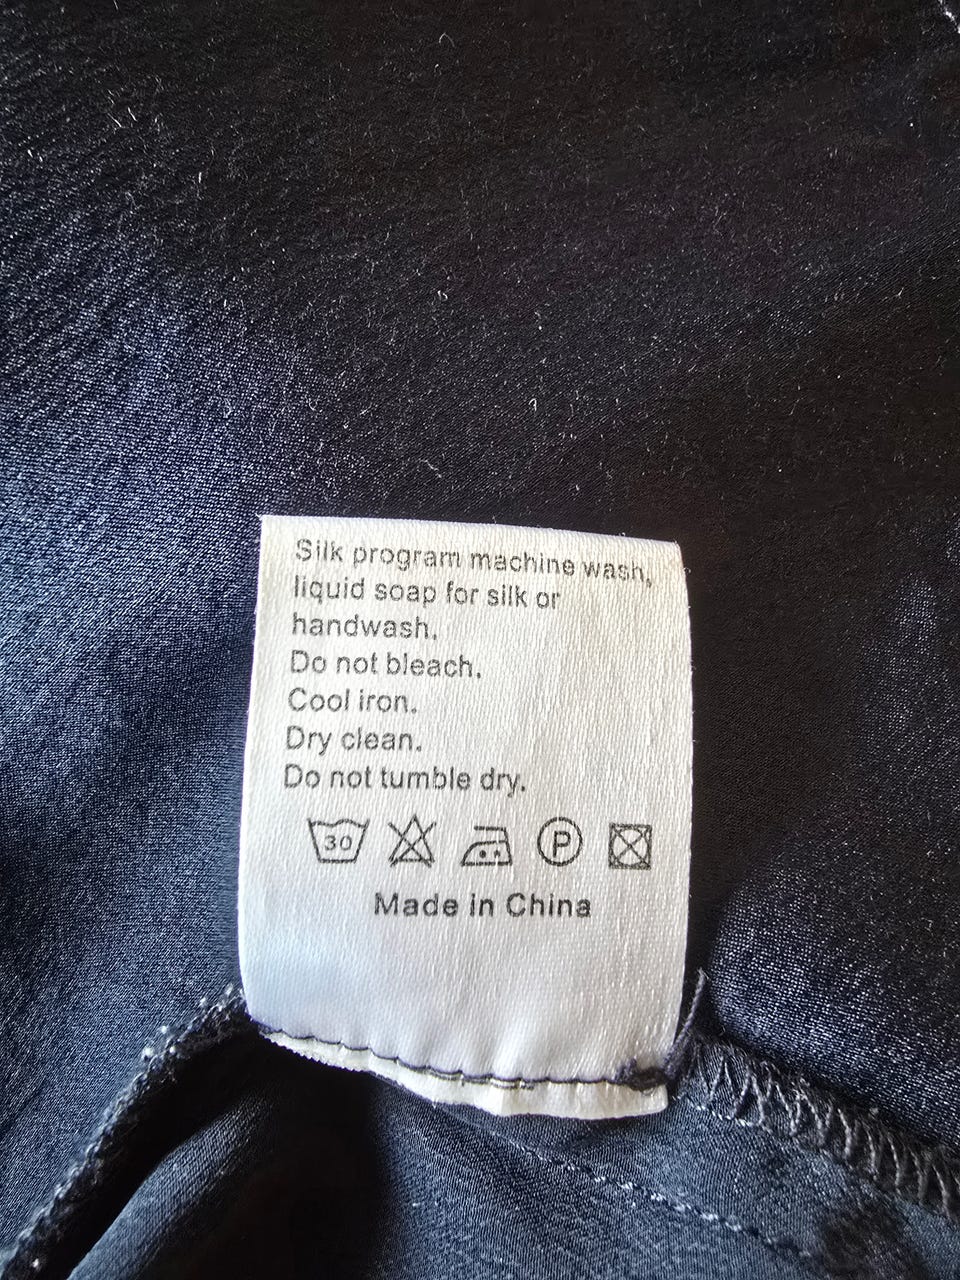 Silk program machine wash,
liquid soap for silk or
handwash.
Do not bleach.
Cool iron.
Dry clean.
Do not tumble dry.
30 P
Made in China